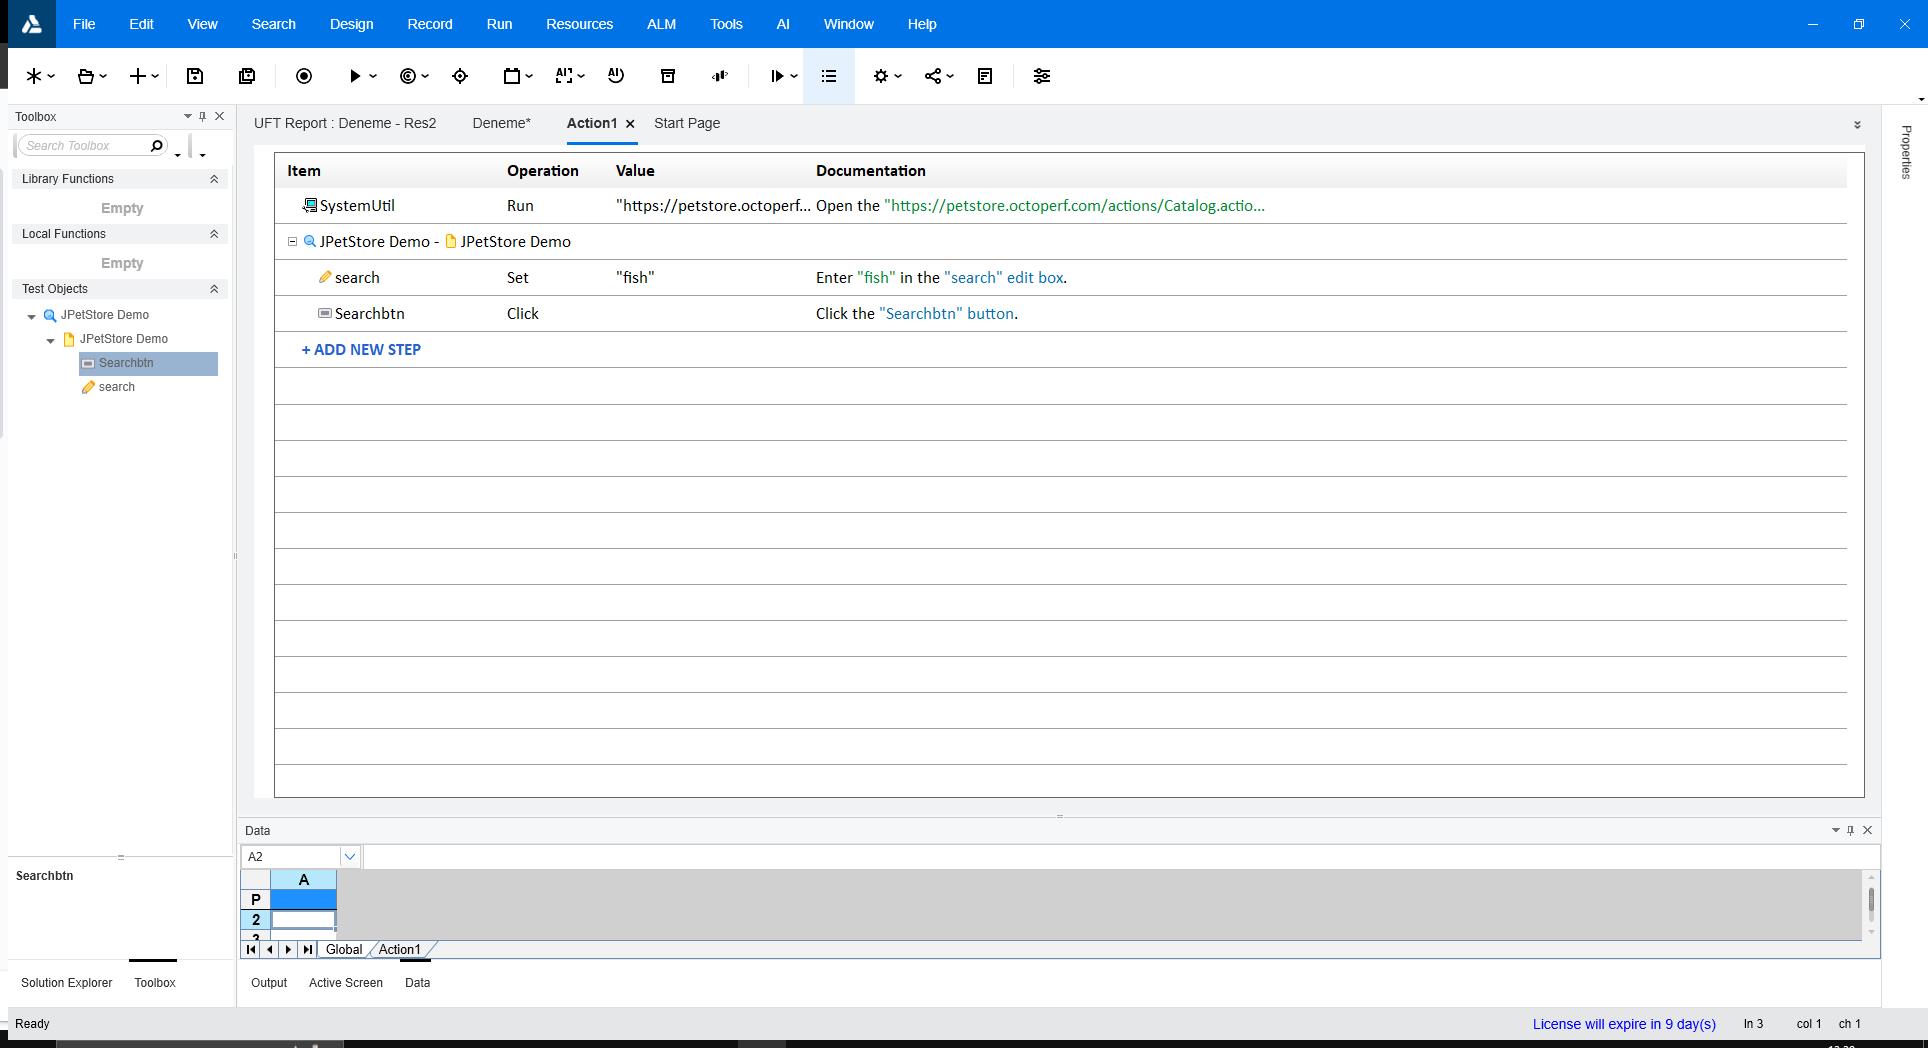 File Edit View Search Design Record Run Resources ALM Tools AI Window Help
Toolbox
Search Toolbox
Library Functions
Empty
Local Functions
Empty
Test Objects
JPetStore Demo
JPetStore Demo
Searchbtn
search
Searchbtn
Solution Explorer Toolbox
UFT Report : Deneme - Res2 Deneme* Action1 Start Page
Item Operation Value Documentation
SystemUtil Run "https://petstore.octoperf... Open the "https://petstore.octoperf.com/actions/Catalog.actio...
JPetStore Demo - JPetStore Demo
search Set "fish" Enter "fish" in the "search" edit box.
Searchbtn Click Click the "Searchbtn" button.
+ ADD NEW STEP
Properties
Data
A2
A
P
2
3
Global Action1
Output Active Screen Data
Ready License will expire in 9 day(s) ln 3 col 1 ch 1